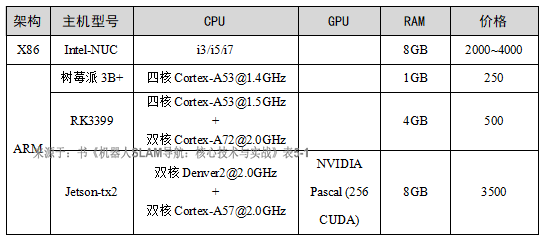 架构 主机型号 CPU GPU RAM 价格
X86 Intel-NUC i3/i5/i7 8GB 2000~4000
ARM
树莓派 3B+ 四核 Cortex-A53@1.4GHz 1GB 250
RK3399 四核 Cortex-A53@1.5GHz
+
双核 Cortex-A72@2.0GHz
4GB 500
来源于：书《机器人SLAM导航：核心技术与实战》表5-1
Jetson-tx2 双核 Denver2@2.0GHz
+
双核 Cortex-A57@2.0GHz
NVIDIA
Pascal (256
CUDA)
8GB 3500